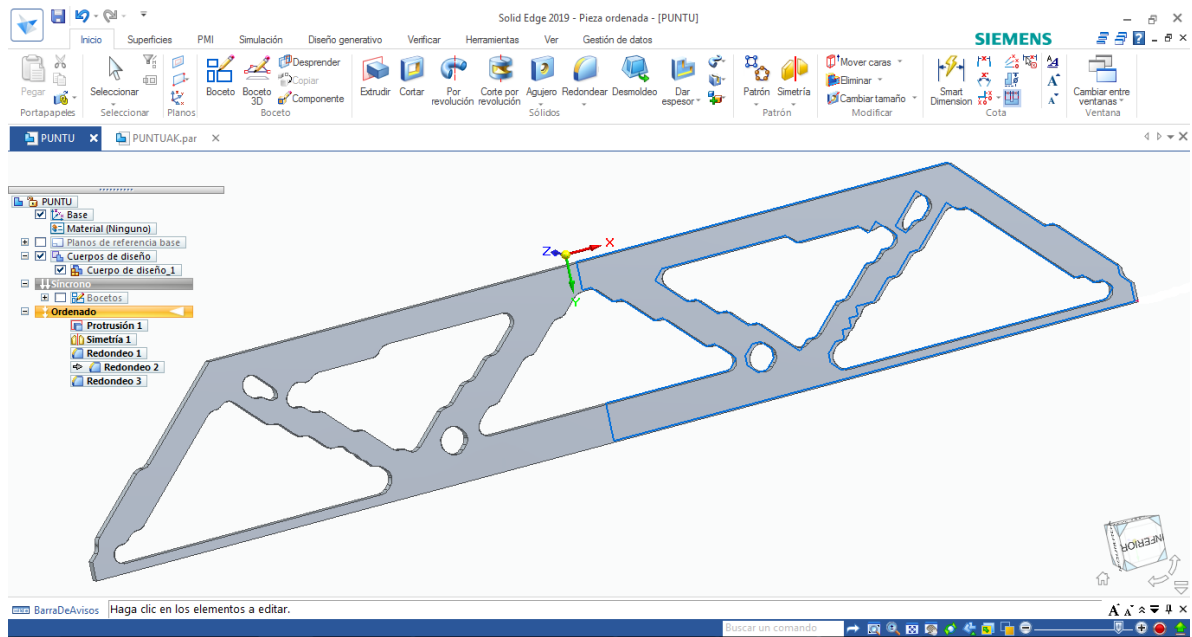 Solid Edge 2019 - Pieza ordenada - [PUNTU]
Inicio Superficies PMI Simulación Diseño generativo Verificar Herramientas Ver Gestión de datos SIEMENS
Pegar
Portapapeles
Seleccionar
Seleccionar
Planos
Boceto
Boceto 3D
Desprender
Copiar
Componente
Boceto
Extrudir
Cortar
Por revolución
Corte por revolución
Agujero
Redondear
Desmoldeo
Dar espesor
Sólidos
Patrón
Simetría
Patrón
Mover caras
Eliminar
Cambiar tamaño
Modificar
Smart Dimension
Cota
Cambiar entre ventanas
Ventana
PUNTU
PUNTUAK.par
PUNTU
Base
Material (Ninguno)
Planos de referencia base
Cuerpos de diseño
Cuerpo de diseño_1
Síncrono
Bocetos
Ordenado
Protrusión 1
Simetría 1
Redondeo 1
Redondeo 2
Redondeo 3
Z
X
Y
INFERIOR
BarraDeAvisos Haga clic en los elementos a editar.
Buscar un comando